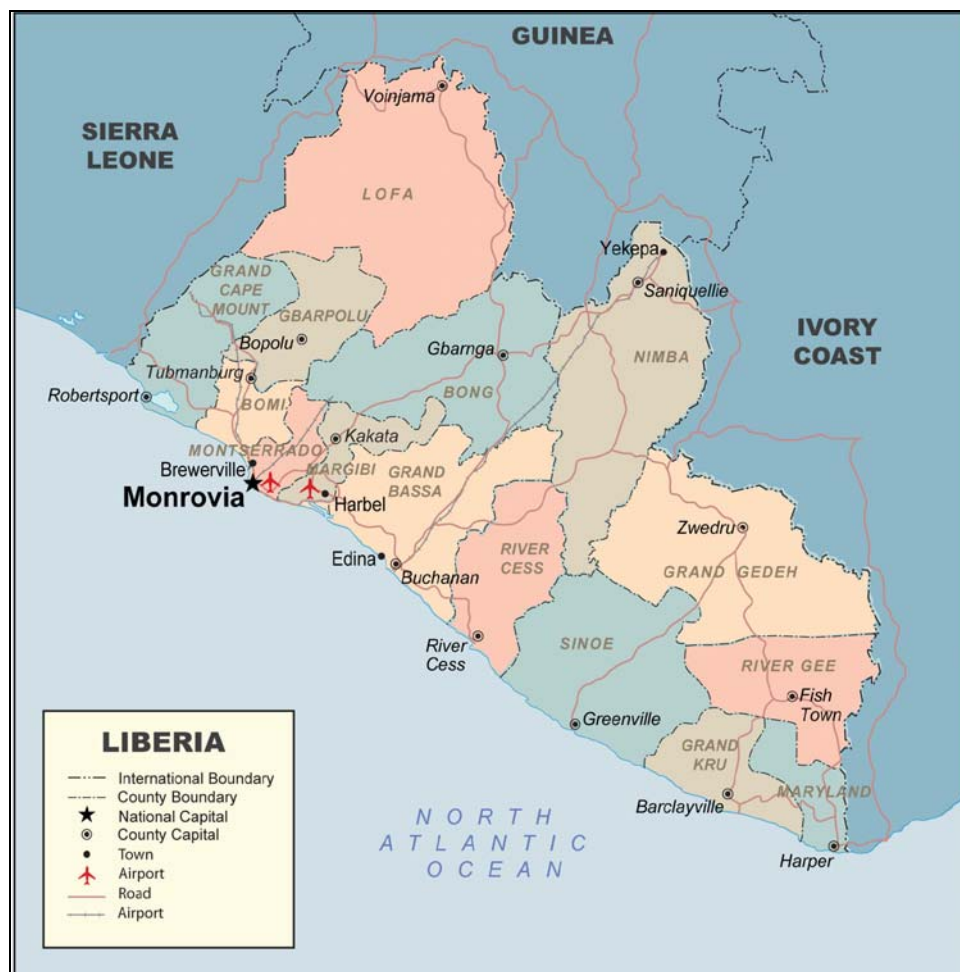 GUINEA
SIERRA
LEONE
Voinjama
LOFA
Yekepa
Saniquellie
GRAND
CAPE
MOUNT
GBARPOLU
Bopolu
Gbarnga
NIMBA
IVORY
COAST
Tubmanburg
BONG
Robertsport
BOMI
Kakata
MONTSERRADO
Brewerville
MARGIBI
GRAND
BASSA
Monrovia
Harbel
Zwedru
Edina
Buchanan
RIVER
CESS
GRAND GEDEH
River
Cess
SINOE
RIVER GEE
Fish
Town
Greenville
GRAND
KRU
MARYLAND
Barclayville
Harper
NORTH
ATLANTIC
OCEAN
LIBERIA
International Boundary
County Boundary
National Capital
County Capital
Town
Airport
Road
Airport